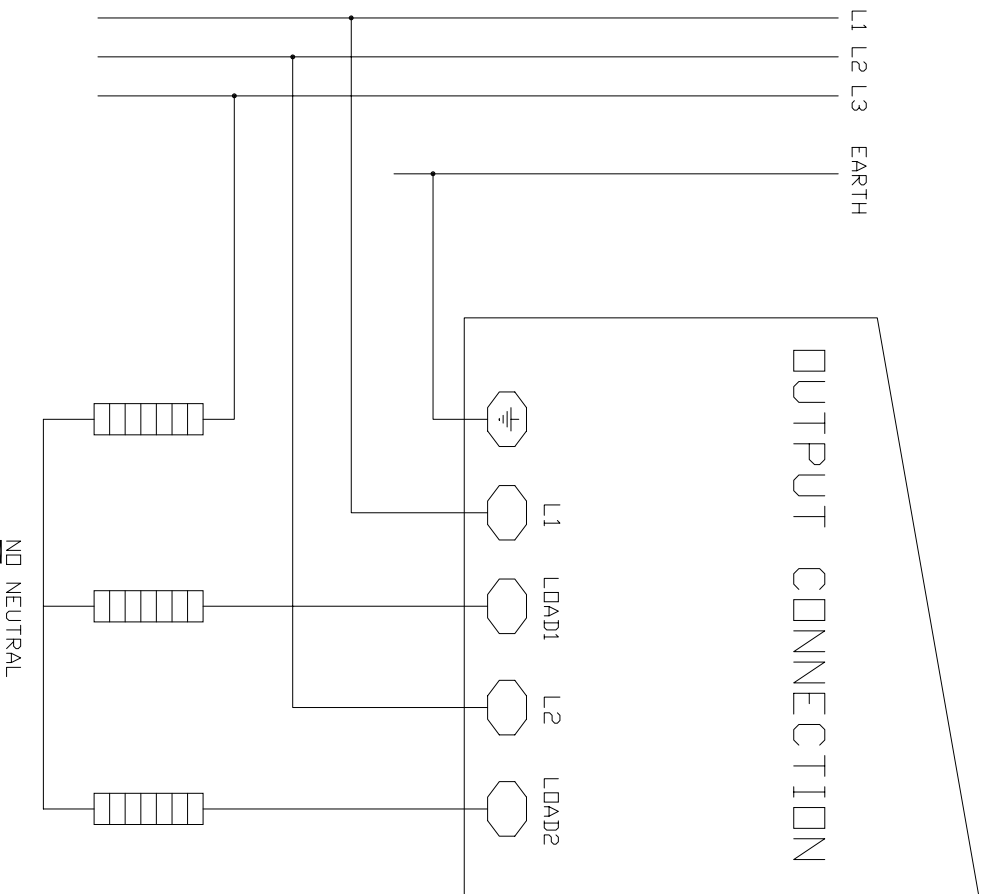 L1
L2
L3
EARTH
OUTPUT CONNECTION
L1
LOAD1
L2
LOAD2
NO NEUTRAL